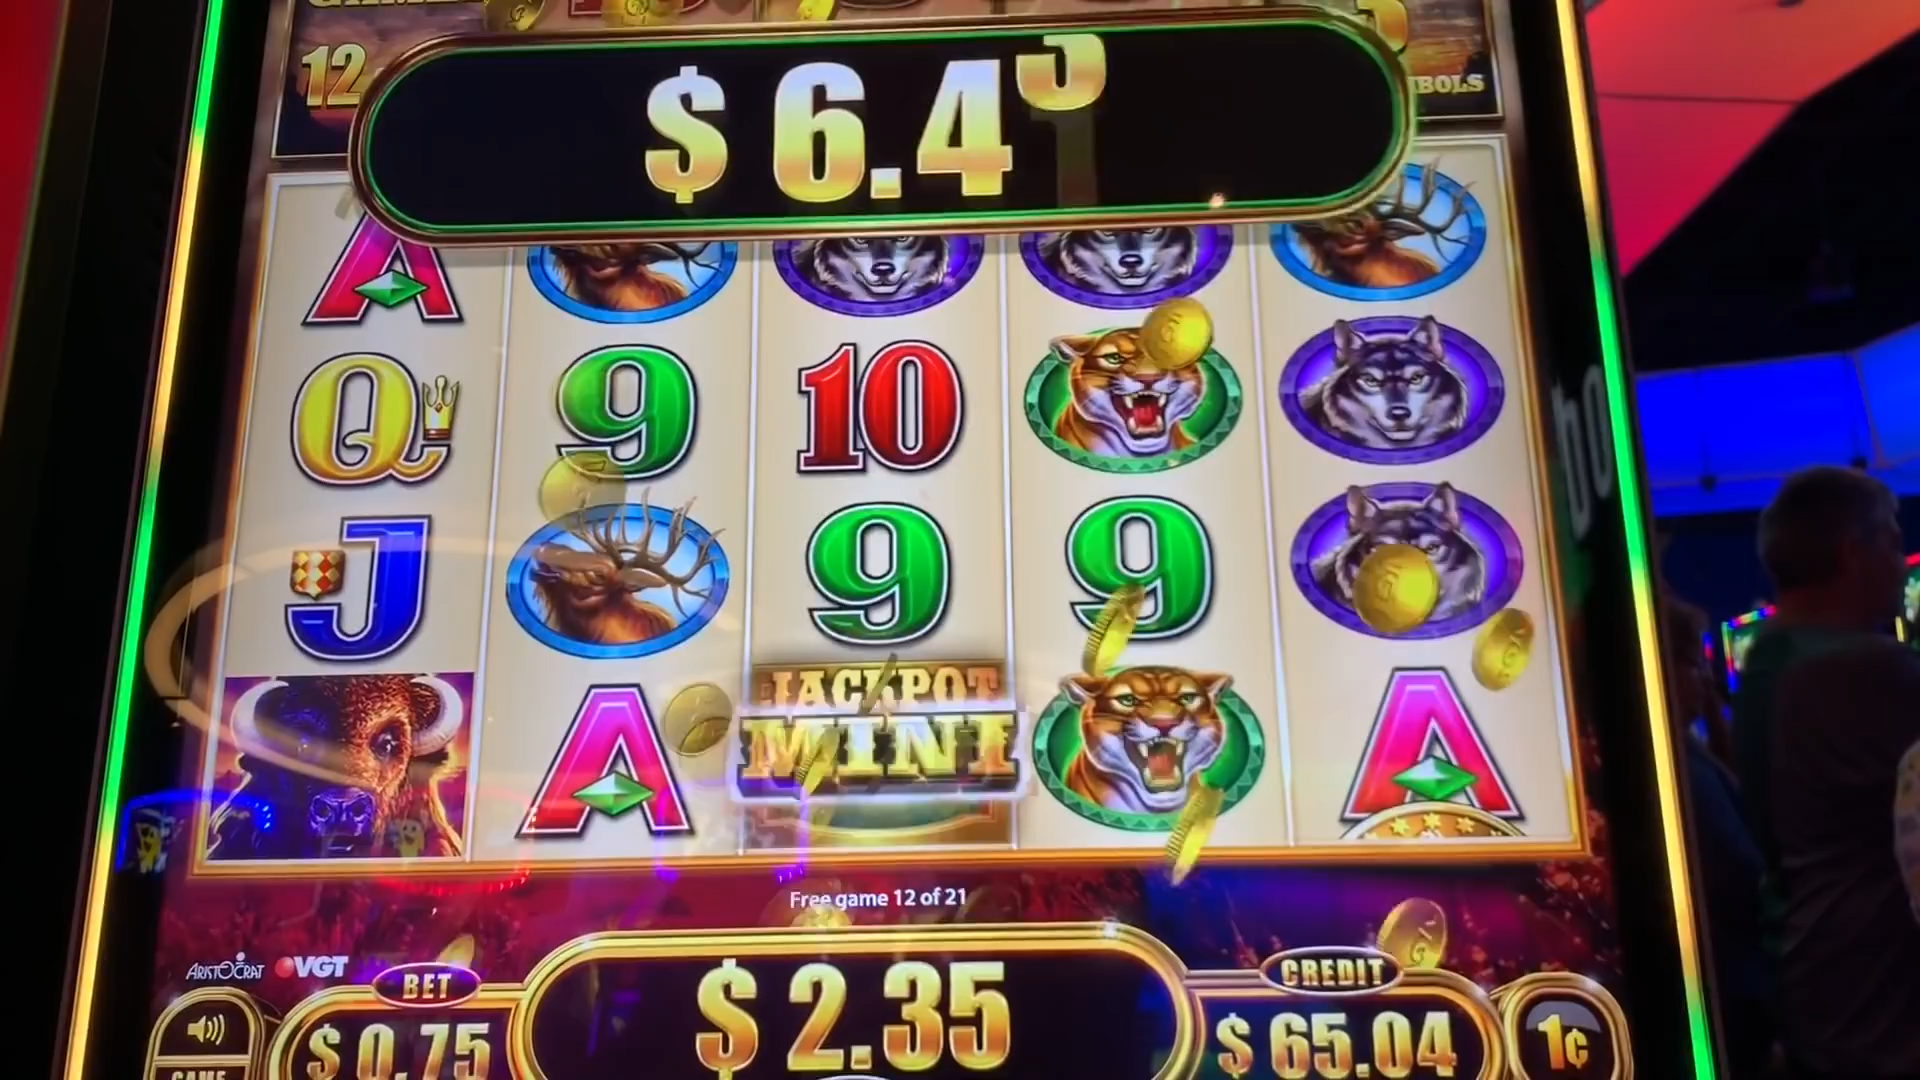 12
$6.4
BOLS
A
Q
9
10
J
9
9
JACKPOT
MINI
A
A
Free game 12 of 21
ARISTOCRAT VGT
BET
CREDIT
$0.75
$2.35
$65.04
1¢
GAME